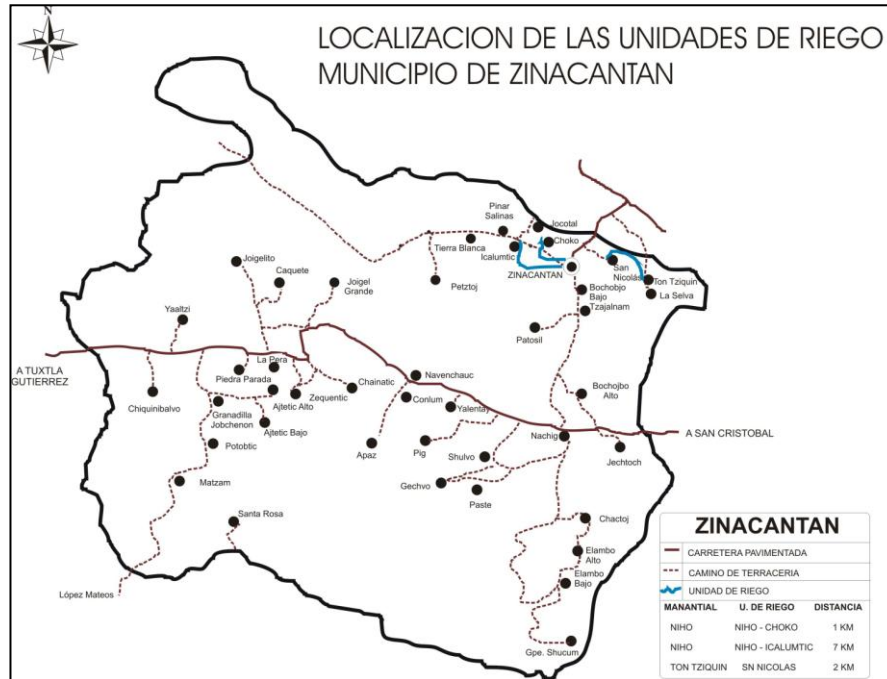 N
LOCALIZACION DE LAS UNIDADES DE RIEGO
MUNICIPIO DE ZINACANTAN
Pinar
Salinas
Jocotal
Choko
Tierra Blanca
Icalumtic
ZINACANTAN
San
Nicolás
Ton Tziquin
La Selva
Joigelito
Caquete
Joigel
Grande
Petztoj
Bochobjo
Bajo
Tzajalnam
Yaaltzi
Patosil
A TUXTLA
GUTIERREZ
La Pera
Piedra Parada
Chainatic
Navenchauc
Chiquinibalvo
Zequentic
Ajtetic Alto
Conlum
Yalentay
Bochojbo
Alto
Granadilla
Jobchenon
Ajtetic Bajo
A SAN CRISTOBAL
Potobtic
Apaz
Pig
Shulvo
Nachig
Jechtoch
Matzam
Gechvo
Paste
Santa Rosa
Chactoj
Elambo
Alto
Elambo
Bajo
López Mateos
Gpe. Shucum
ZINACANTAN
CARRETERA PAVIMENTADA
CAMINO DE TERRACERIA
UNIDAD DE RIEGO
MANANTIAL U. DE RIEGO DISTANCIA
NIHO NIHO - CHOKO 1 KM
NIHO NIHO - ICALUMTIC 7 KM
TON TZIQUIN SN NICOLAS 2 KM